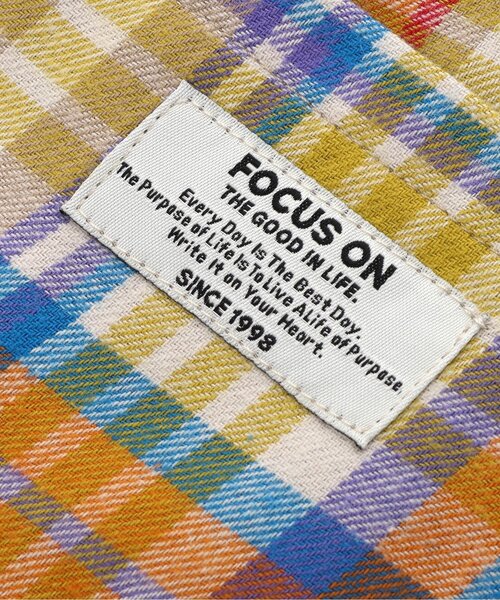 FOCUS ON
THE GOOD IN LIFE.
Every Day Is The Best Day,
The Purpose of Life Is To Live A Life of Purpose.
Write It on Your Heart.
SINCE 1998